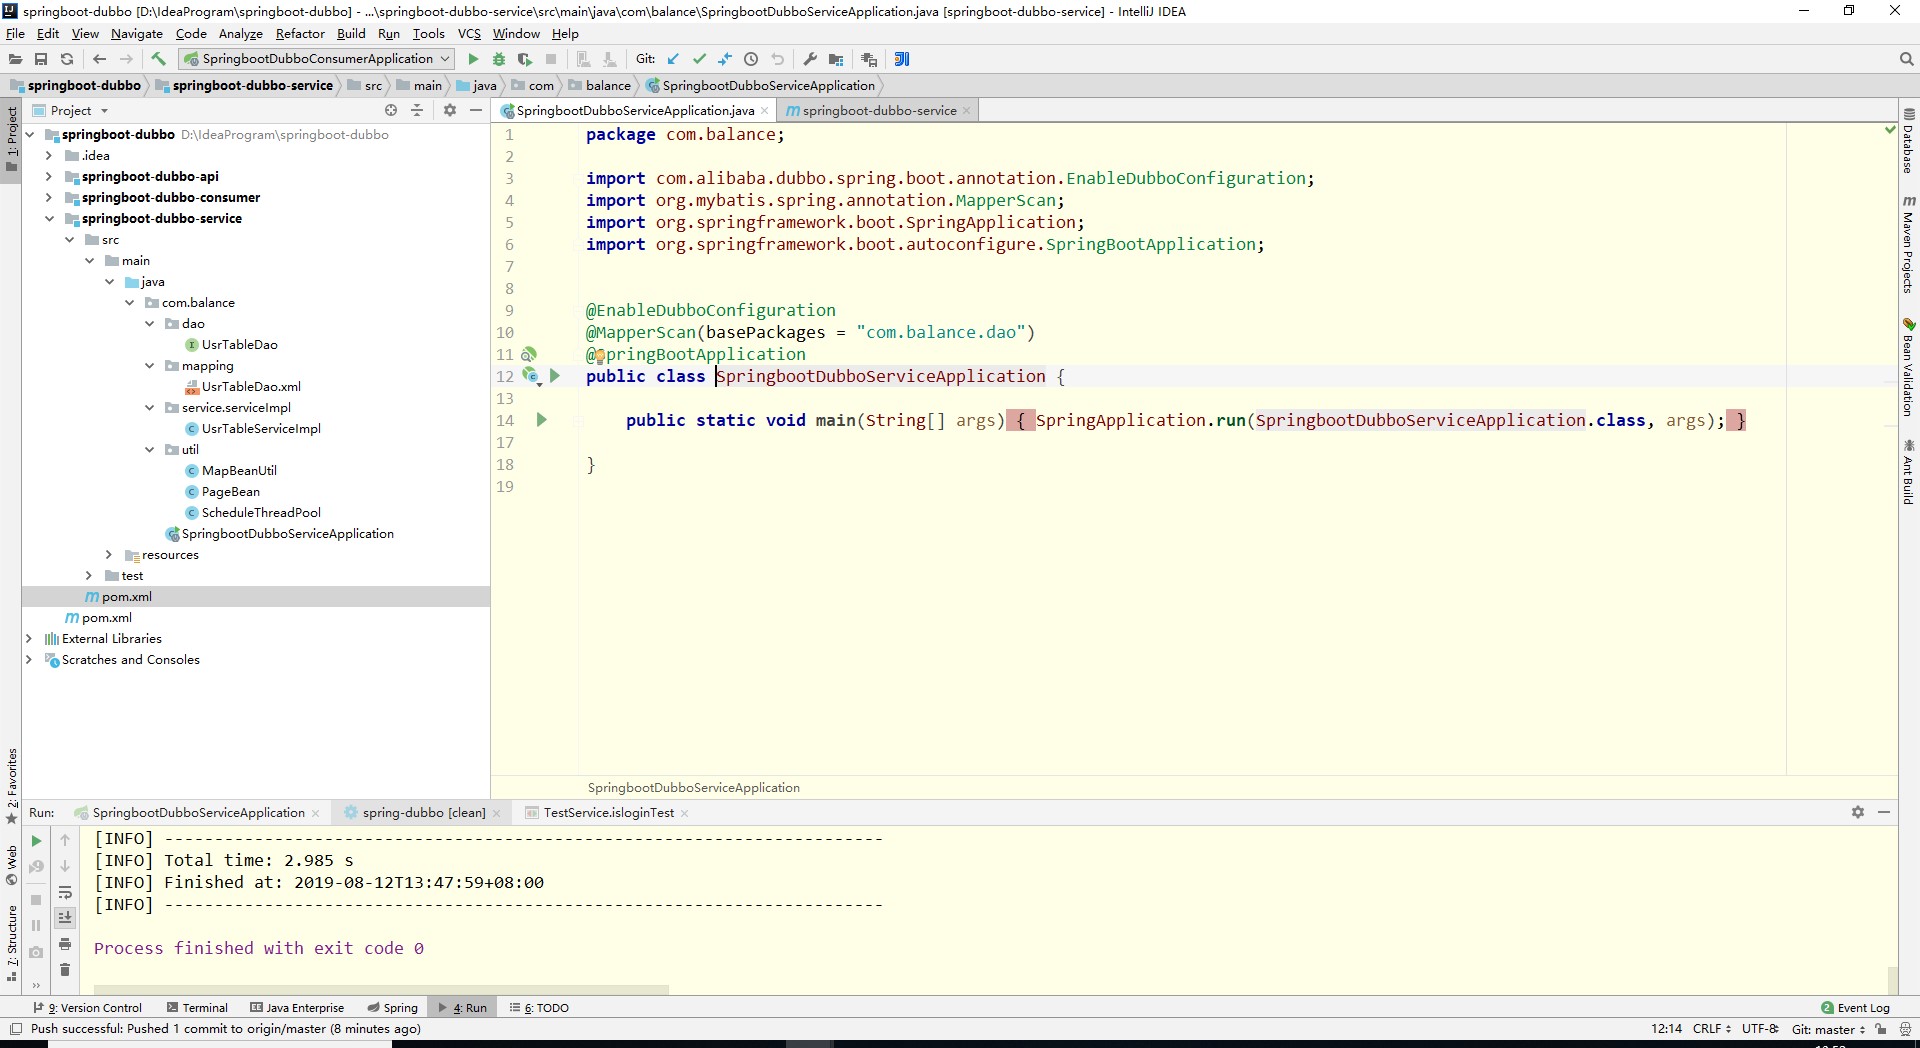 springboot-dubbo [D:\IdeaProgram\springboot-dubbo] - ...\springboot-dubbo-service\src\main\java\com\balance\SpringbootDubboServiceApplication.java [springboot-dubbo-service] - IntelliJ IDEA
File Edit View Navigate Code Analyze Refactor Build Run Tools VCS Window Help
SpringbootDubboConsumerApplication Git:
springboot-dubbo springboot-dubbo-service src main java com balance SpringbootDubboServiceApplication
1: Project
Project
SpringbootDubboServiceApplication.java
springboot-dubbo-service
springboot-dubbo D:\IdeaProgram\springboot-dubbo
.idea
springboot-dubbo-api
springboot-dubbo-consumer
springboot-dubbo-service
src
main
java
com.balance
dao
UsrTableDao
mapping
UsrTableDao.xml
service.serviceImpl
UsrTableServiceImpl
util
MapBeanUtil
PageBean
ScheduleThreadPool
SpringbootDubboServiceApplication
resources
test
pom.xml
pom.xml
External Libraries
Scratches and Consoles
1 package com.balance;
2
3 import com.alibaba.dubbo.spring.boot.annotation.EnableDubboConfiguration;
4 import org.mybatis.spring.annotation.MapperScan;
5 import org.springframework.boot.SpringApplication;
6 import org.springframework.boot.autoconfigure.SpringBootApplication;
7
8
9 @EnableDubboConfiguration
10 @MapperScan(basePackages = "com.balance.dao")
11 @SpringBootApplication
12 public class SpringbootDubboServiceApplication {
13
14 public static void main(String[] args) { SpringApplication.run(SpringbootDubboServiceApplication.class, args); }
17
18 }
19
SpringbootDubboServiceApplication
Database
Maven Projects
Bean Validation
Ant Build
2: Favorites
Web
7: Structure
Run: SpringbootDubboServiceApplication spring-dubbo [clean] TestService.isloginTest
[INFO] ------------------------------------------------------------------------
[INFO] Total time: 2.985 s
[INFO] Finished at: 2019-08-12T13:47:59+08:00
[INFO] ------------------------------------------------------------------------
Process finished with exit code 0
9: Version Control Terminal Java Enterprise Spring 4: Run 6: TODO 2 Event Log
Push successful: Pushed 1 commit to origin/master (8 minutes ago) 12:14 CRLF UTF-8 Git: master